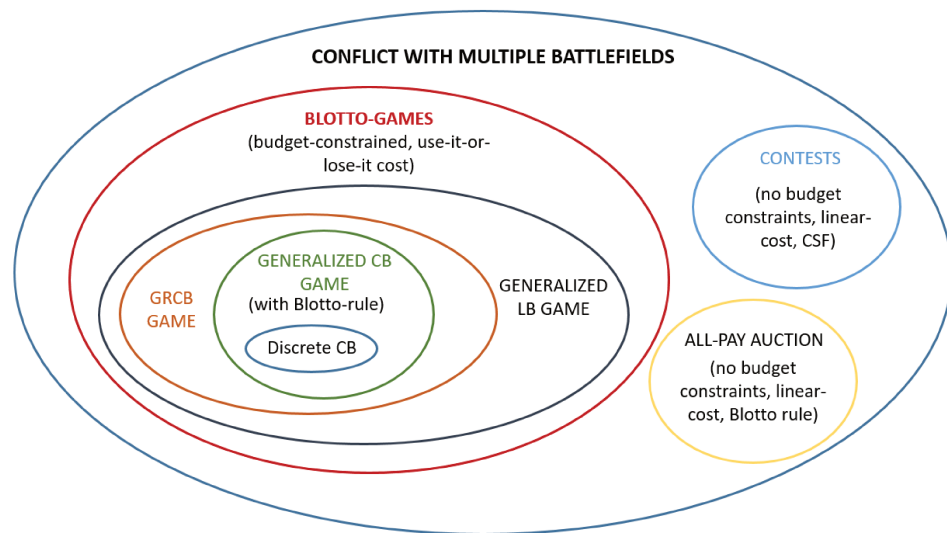 CONFLICT WITH MULTIPLE BATTLEFIELDS
BLOTTO-GAMES
(budget-constrained, use-it-or-
lose-it cost)
CONTESTS
(no budget
constraints, linear-
cost, CSF)
GENERALIZED CB
GAME
(with Blotto-rule)
Discrete CB
GRCB
GAME
GENERALIZED
LB GAME
ALL-PAY AUCTION
(no budget
constraints, linear-
cost, Blotto rule)